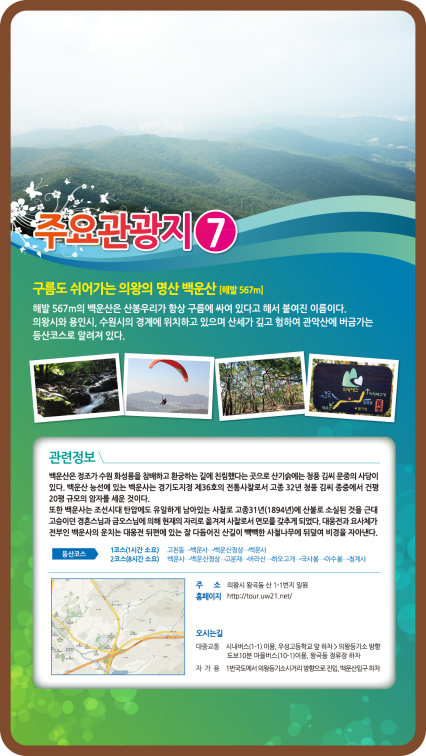 주요관광지 7
구름도 쉬어가는 의왕의 명산 백운산 [해발 567m]
해발 567m의 백운산은 산봉우리가 항상 구름에 싸여 있다고 해서 붙여진 이름이다.
의왕시와 용인시, 수원시의 경계에 위치하고 있으며 산세가 깊고 험하여 관악산에 버금가는
등산코스로 알려져 있다.
관련정보
백운산은 정조가 수원 화성릉을 참배하고 환궁하는 길에 친림했다는 곳으로 산기슭에는 청풍 김씨 문중의 사당이
있다. 백운산 능선에 있는 백운사는 경기도지정 제36호의 전통사찰로서 고종 32년 청풍 김씨 종중에서 건평
20평 규모의 암자를 세운 것이다.
또한 백운사는 조선시대 탄압에도 유일하게 남아있는 사찰로 고종31년(1894년)에 산불로 소실된 것을 근대
고승이던 경흔스님과 금오스님에 의해 현재의 자리로 옮겨져 사찰로서 면모를 갖추게 되었다. 대웅전과 요사체가
전부인 백운사의 운치는 대웅전 뒤편에 있는 잘 다듬어진 산길이 빽빽한 사철나무에 뒤덮여 비경을 자아낸다.
등산코스
1코스(1시간 소요) 고천동→백운사→백운산정상→백운사
2코스(8시간 소요) 백운사→백운산정상→고분재→바라산→하오고개→국사봉→이수봉→청계사
주 소 의왕시 왕곡동 산 1-1번지 일원
홈페이지 http://tour.uw21.net/
오시는길
대중교통 시내버스(1-1) 이용, 우성고등학교 앞 하차 > 의왕등기소 방향
도보10분 마을버스(10-1)이용, 왕곡동 정류장 하차
자 가 용 1번국도에서 의왕등기소사거리 방향으로 진입, 백운산입구 하차